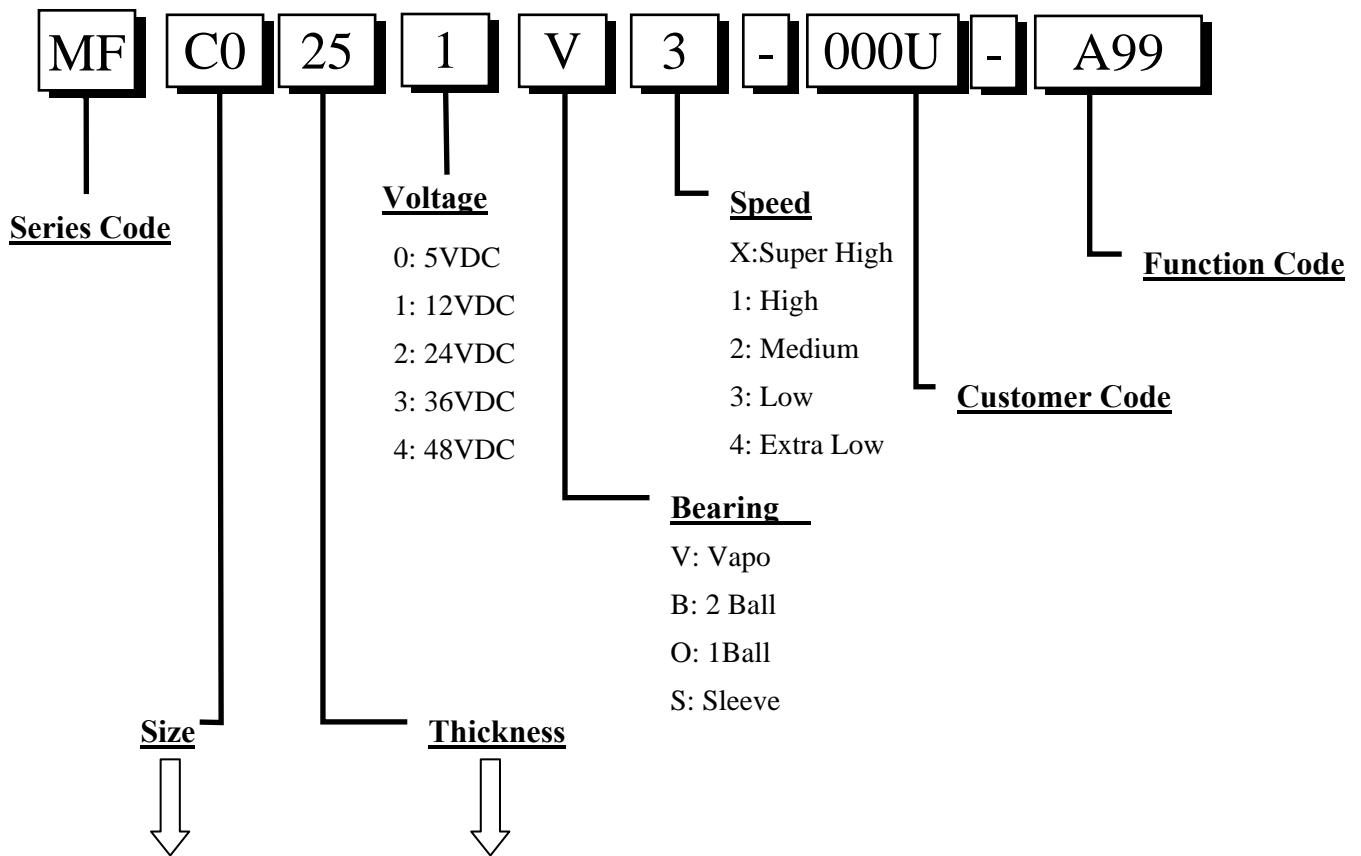 MF C0 25 1 V 3 - 000U - A99
Series Code
Voltage
0: 5VDC
1: 12VDC
2: 24VDC
3: 36VDC
4: 48VDC
Speed
X:Super High
1: High
2: Medium
3: Low
4: Extra Low
Function Code
Customer Code
Bearing
V: Vapo
B: 2 Ball
O: 1Ball
S: Sleeve
Size
Thickness